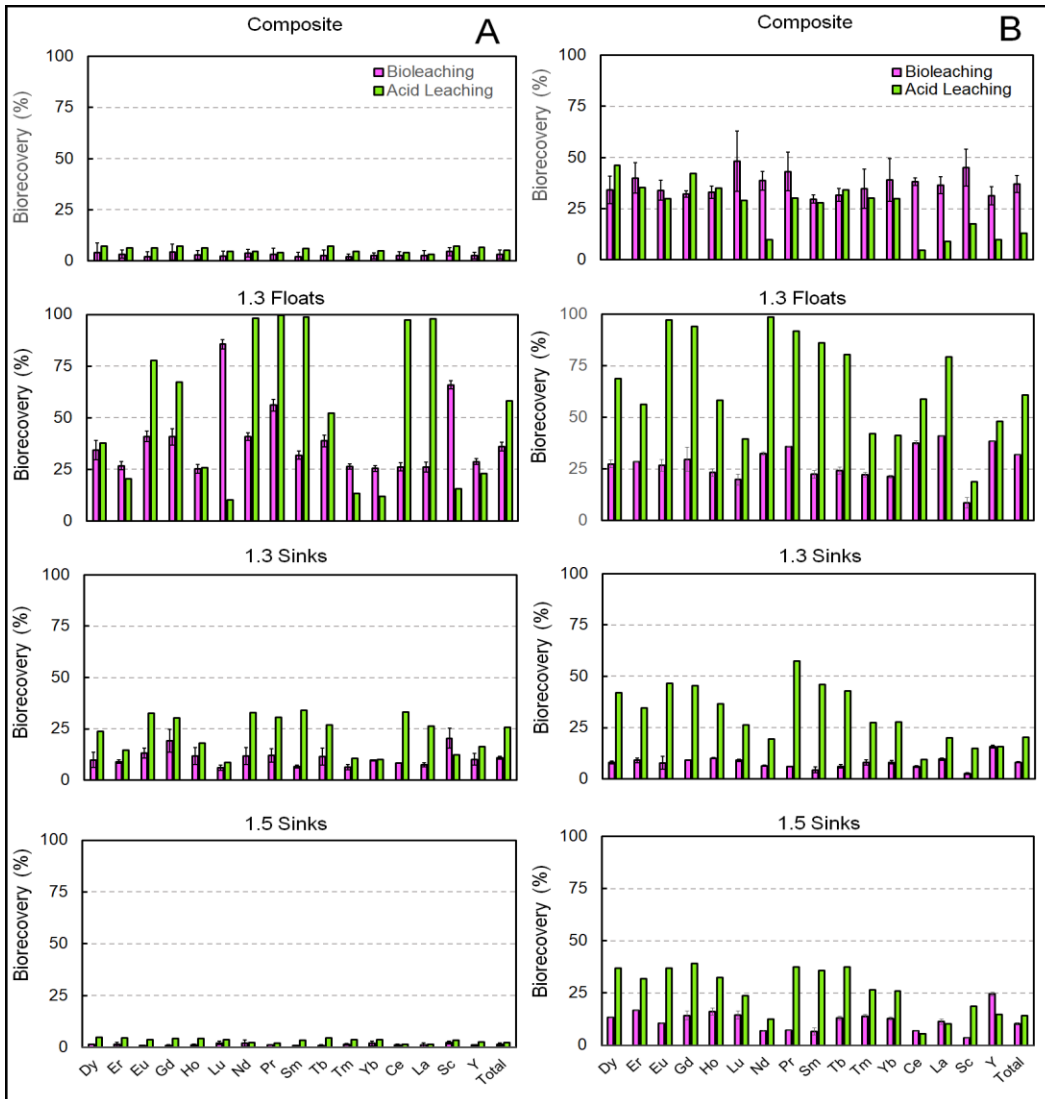 Composite
A
Bioleaching
Acid Leaching
Biorecovery (%)
100
75
50
25
0
1.3 Floats
Biorecovery (%)
100
75
50
25
0
1.3 Sinks
Biorecovery (%)
100
75
50
25
0
1.5 Sinks
Biorecovery (%)
100
75
50
25
0
Dy Er Eu Gd Ho Lu Nd Pr Sm Tb Tm Yb Ce La Sc Y Total
Composite
B
Bioleaching
Acid Leaching
Biorecovery (%)
100
75
50
25
0
1.3 Floats
Biorecovery (%)
100
75
50
25
0
1.3 Sinks
Biorecovery (%)
100
75
50
25
0
1.5 Sinks
Biorecovery (%)
100
75
50
25
0
Dy Er Eu Gd Ho Lu Nd Pr Sm Tb Tm Yb Ce La Sc Y Total